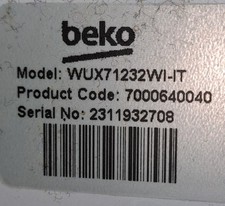 beko
Model: WUX71232WI-IT
Product Code: 7000640040
Serial No: 2311932708